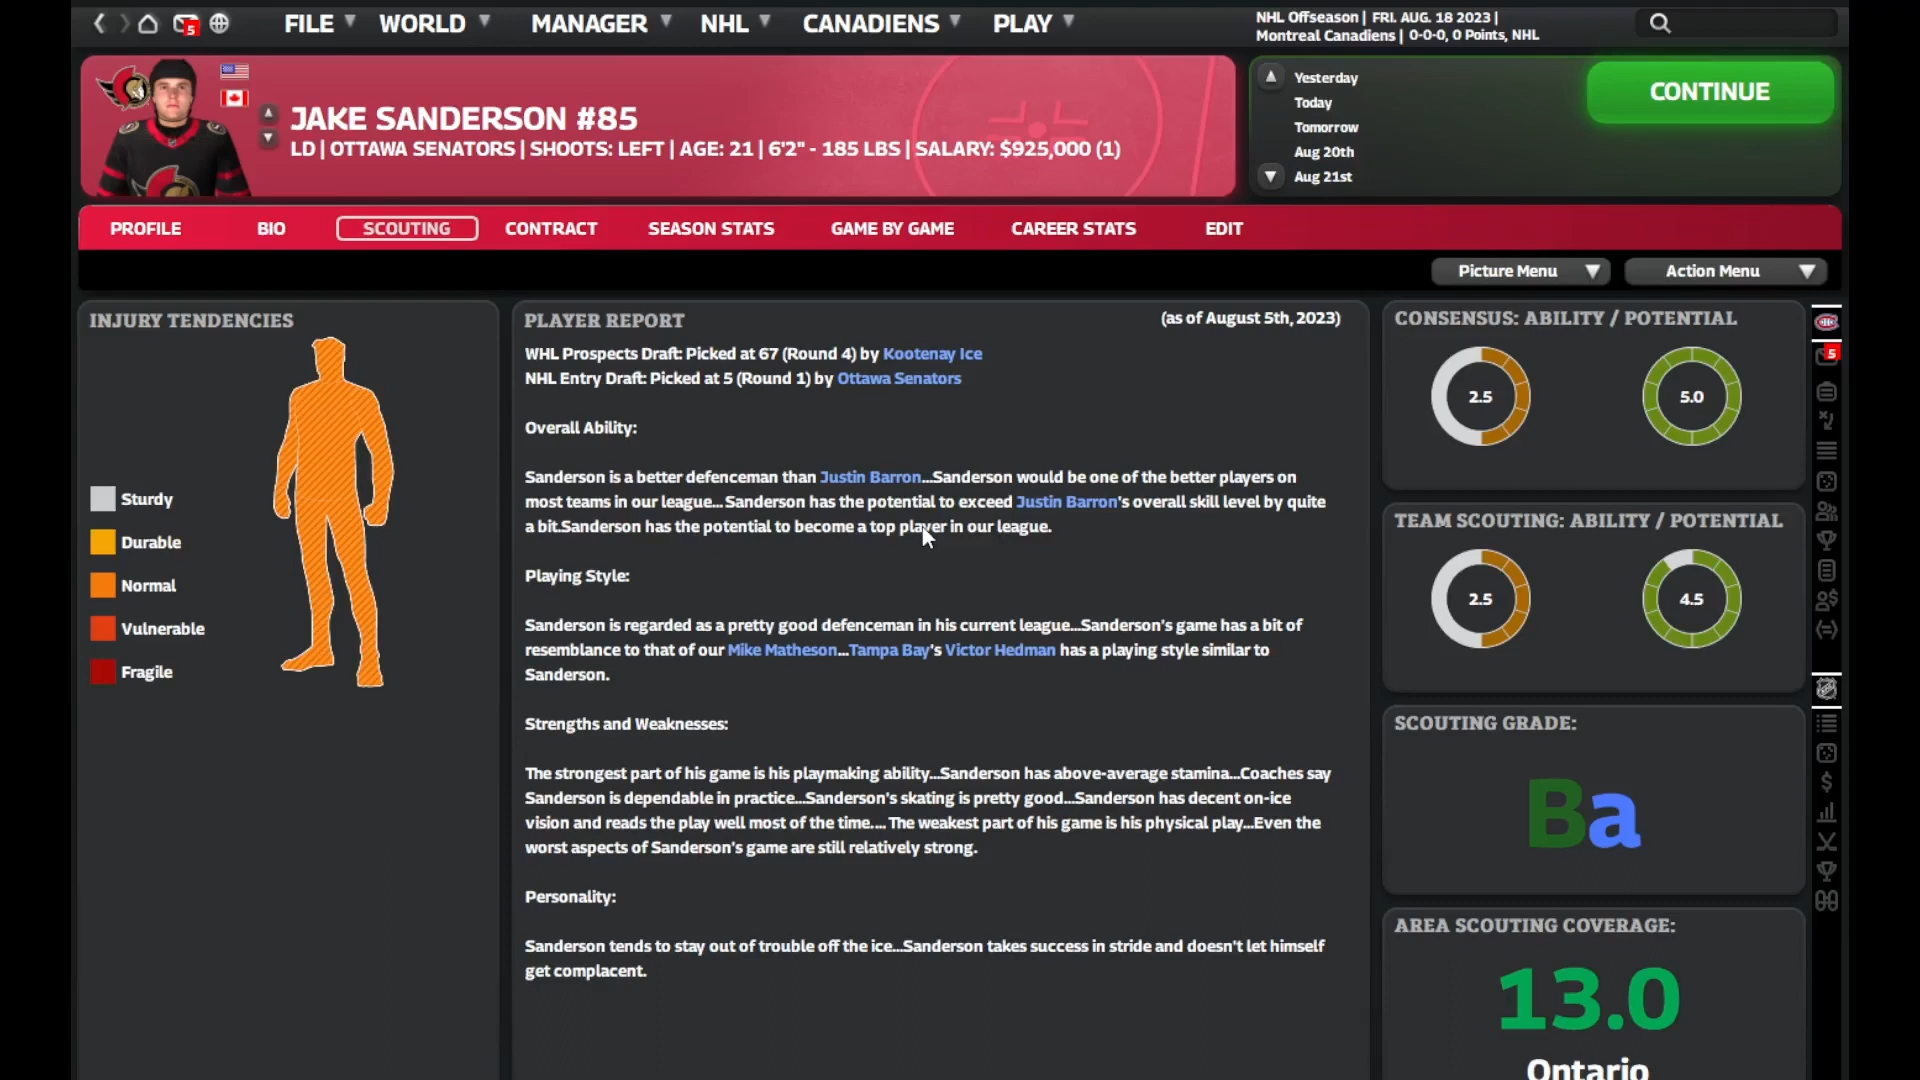 FILE WORLD MANAGER NHL CANADIENS PLAY
NHL Offseason | FRI. AUG. 18 2023 |
Montreal Canadiens | 0-0-0, 0 Points, NHL
5
JAKE SANDERSON #85
LD | OTTAWA SENATORS | SHOOTS: LEFT | AGE: 21 | 6'2" - 185 LBS | SALARY: $925,000 (1)
Yesterday
Today
Tomorrow
Aug 20th
Aug 21st
CONTINUE
PROFILE BIO SCOUTING CONTRACT SEASON STATS GAME BY GAME CAREER STATS EDIT
Picture Menu Action Menu
INJURY TENDENCIES
Sturdy
Durable
Normal
Vulnerable
Fragile
PLAYER REPORT
(as of August 5th, 2023)
WHL Prospects Draft: Picked at 67 (Round 4) by Kootenay Ice
NHL Entry Draft: Picked at 5 (Round 1) by Ottawa Senators
Overall Ability:
Sanderson is a better defenceman than Justin Barron...Sanderson would be one of the better players on
most teams in our league... Sanderson has the potential to exceed Justin Barron's overall skill level by quite
a bit.Sanderson has the potential to become a top player in our league.
Playing Style:
Sanderson is regarded as a pretty good defenceman in his current league...Sanderson's game has a bit of
resemblance to that of our Mike Matheson...Tampa Bay's Victor Hedman has a playing style similar to
Sanderson.
Strengths and Weaknesses:
The strongest part of his game is his playmaking ability...Sanderson has above-average stamina...Coaches say
Sanderson is dependable in practice...Sanderson's skating is pretty good...Sanderson has decent on-ice
vision and reads the play well most of the time.... The weakest part of his game is his physical play...Even the
worst aspects of Sanderson's game are still relatively strong.
Personality:
Sanderson tends to stay out of trouble off the ice...Sanderson takes success in stride and doesn't let himself
get complacent.
CONSENSUS: ABILITY / POTENTIAL
2.5 5.0
TEAM SCOUTING: ABILITY / POTENTIAL
2.5 4.5
SCOUTING GRADE:
Ba
AREA SCOUTING COVERAGE:
13.0
Ontario
5